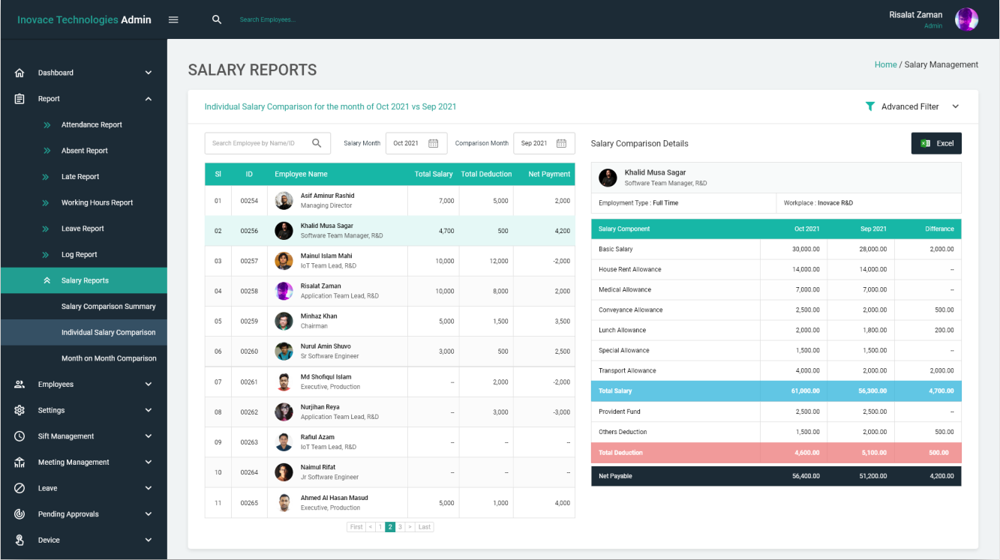 Inovace Technologies Admin
Search Employees...
Risalat Zaman
Admin
Dashboard
Report
Attendance Report
Absent Report
Late Report
Working Hours Report
Leave Report
Log Report
Salary Reports
Salary Comparison Summary
Individual Salary Comparison
Month on Month Comparison
Employees
Settings
Sift Management
Meeting Management
Leave
Pending Approvals
Device
SALARY REPORTS
Home / Salary Management
Individual Salary Comparison for the month of Oct 2021 vs Sep 2021
Advanced Filter
Search Employee by Name/ID
Salary Month Oct 2021
Comparison Month Sep 2021
Sl ID Employee Name Total Salary Total Deduction Net Payment
01 00254 Asif Aminur Rashid 7,000 5,000 2,000
Managing Director
02 00256 Khalid Musa Sagar 4,700 500 4,200
Software Team Manager, R&D
03 00257 Mainul Islam Mahi 10,000 12,000 -2,000
IoT Team Lead, R&D
04 00258 Risalat Zaman 10,000 8,000 2,000
Application Team Lead, R&D
05 00259 Minhaz Khan 5,000 1,500 3,500
Chairman
06 00260 Nurul Amin Shuvo 3,000 500 2,500
Sr Software Engineer
07 00261 Md Shofiqul Islam -- 2,000 -2,000
Executive, Production
08 00262 Nurjihan Reya -- 3,000 -3,000
Application Team Lead, R&D
09 00263 Rafiul Azam -- -- --
IoT Team Lead, R&D
10 00264 Naimul Rifat -- -- --
Jr Software Engineer
11 00265 Ahmed Al Hasan Masud 5,000 1,000 4,000
Executive, Production
First < 1 2 3 > Last
Salary Comparison Details
Excel
Khalid Musa Sagar
Software Team Manager, R&D
Employment Type : Full Time
Workplace : Inovace R&D
Salary Component Oct 2021 Sep 2021 Differance
Basic Salary 30,000.00 28,000.00 2,000.00
House Rent Allowance 14,000.00 14,000.00 --
Medical Allowance 7,000.00 7,000.00 --
Conveyance Allowance 2,500.00 2,000.00 500.00
Lunch Allowance 2,000.00 1,800.00 200.00
Special Allowance 1,500.00 1,500.00 --
Transport Allowance 4,000.00 2,000.00 2,000.00
Total Salary 61,000.00 56,300.00 4,700.00
Provident Fund 2,500.00 2,500.00 --
Others Deduction 1,500.00 2,000.00 500.00
Total Deduction 4,600.00 5,100.00 500.00
Net Payable 56,400.00 51,200.00 4,200.00